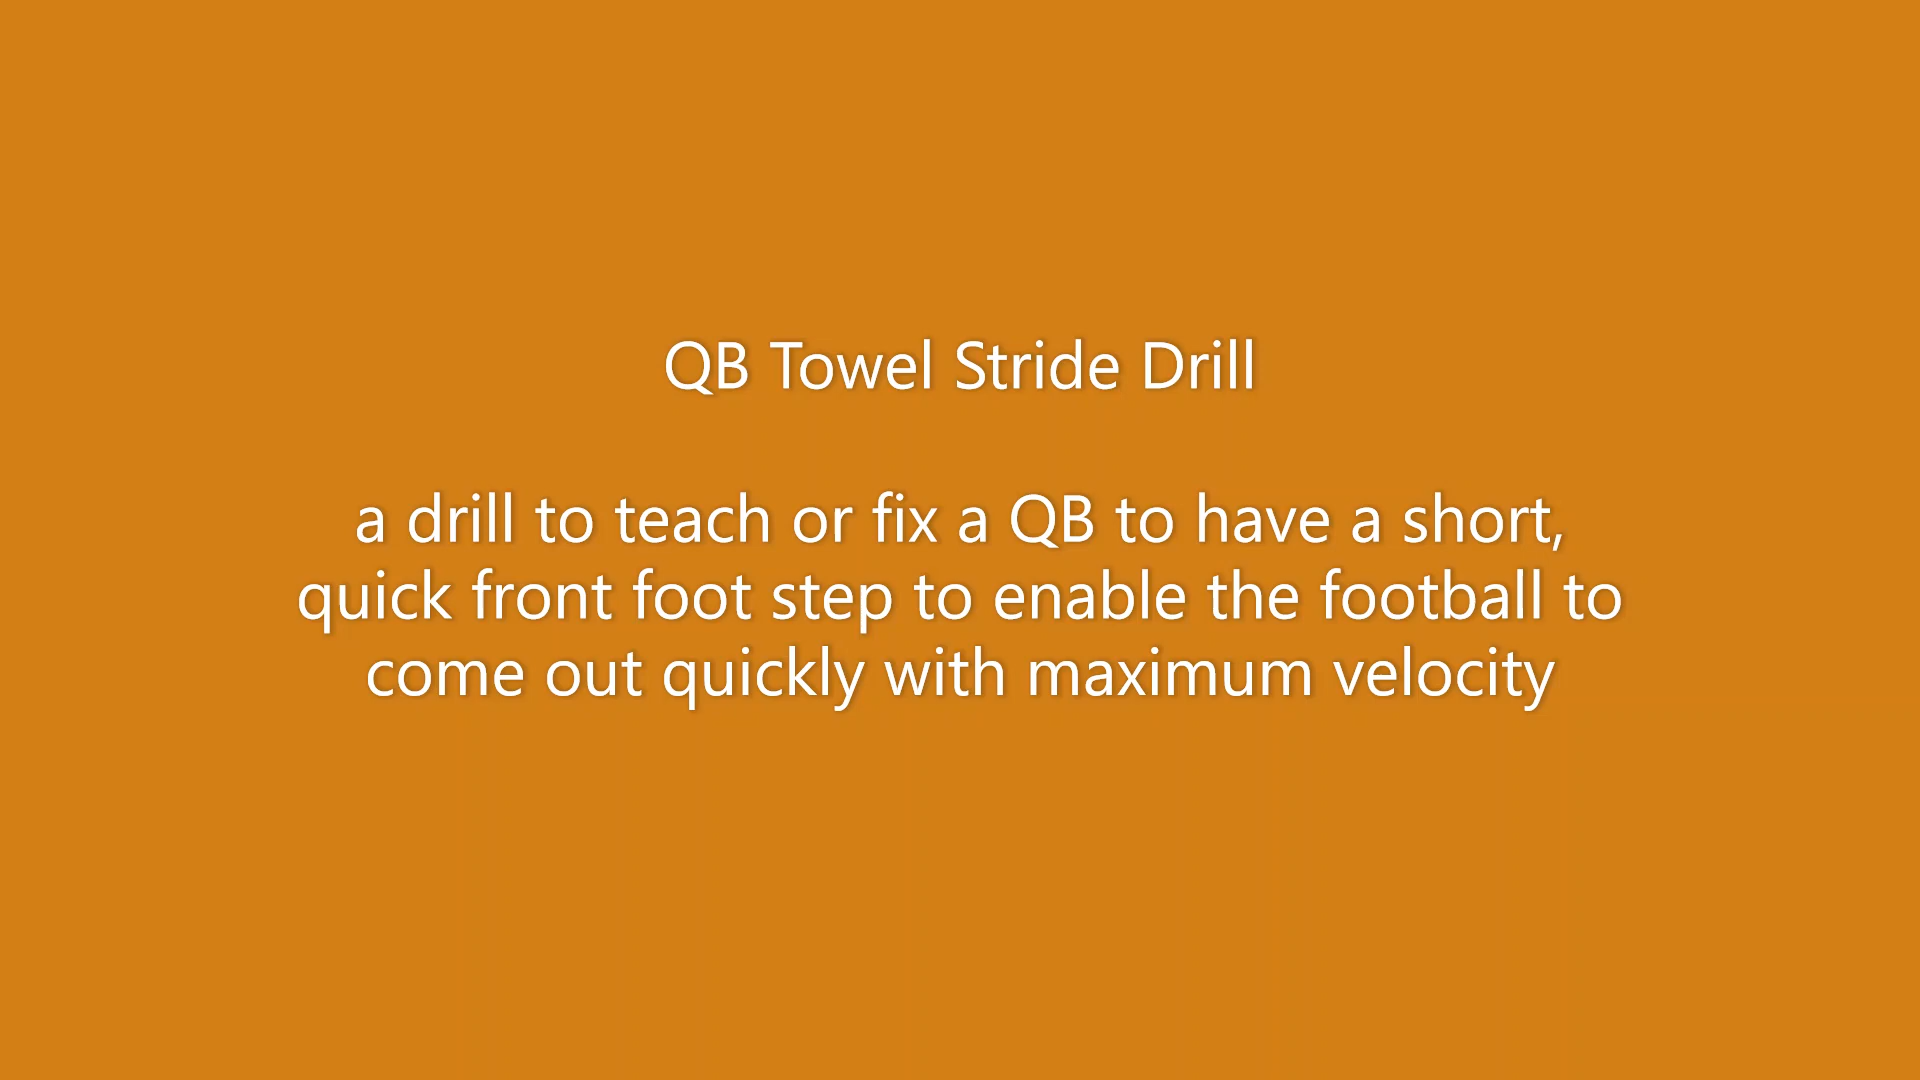 QB Towel Stride Drill
a drill to teach or fix a QB to have a short,
quick front foot step to enable the football to
come out quickly with maximum velocity